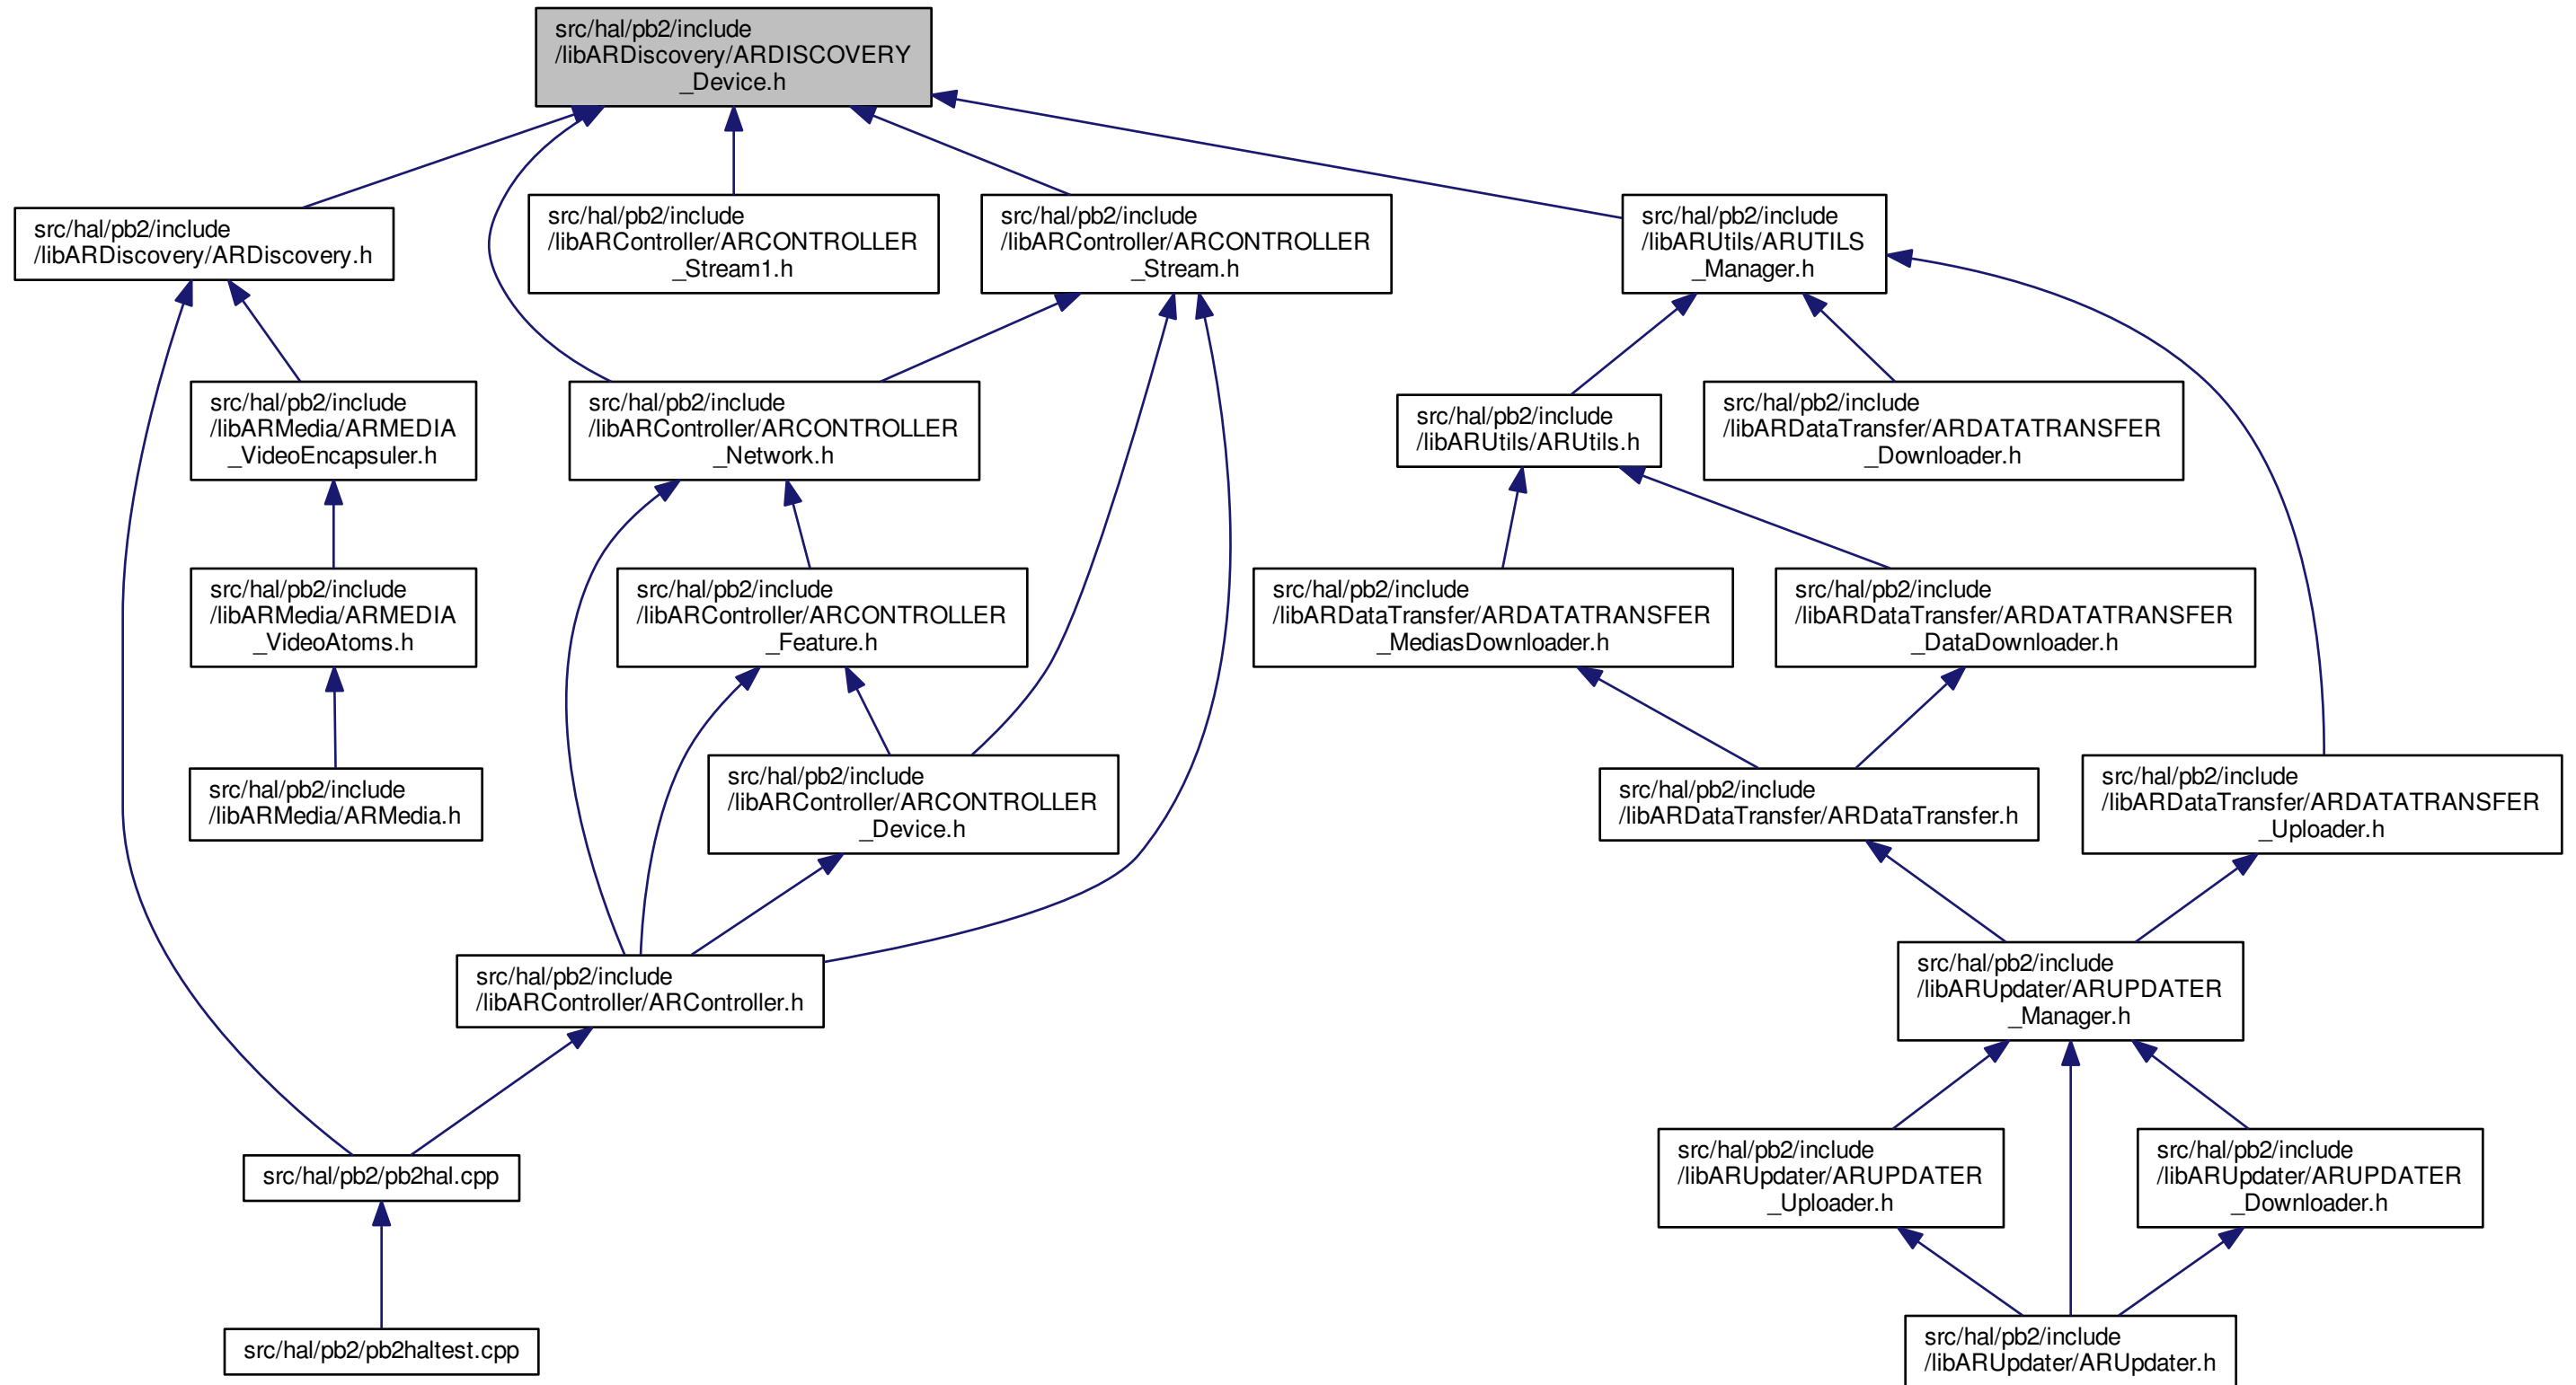 src/hal/pb2/include
/libARDiscovery/ARDISCOVERY
_Device.h
src/hal/pb2/include
/libARDiscovery/ARDiscovery.h
src/hal/pb2/include
/libARController/ARCONTROLLER
_Stream1.h
src/hal/pb2/include
/libARController/ARCONTROLLER
_Stream.h
src/hal/pb2/include
/libARUtils/ARUTILS
_Manager.h
src/hal/pb2/include
/libARMedia/ARMEDIA
_VideoEncapsuler.h
src/hal/pb2/include
/libARController/ARCONTROLLER
_Network.h
src/hal/pb2/include
/libARUtils/ARUtils.h
src/hal/pb2/include
/libARDataTransfer/ARDATATRANSFER
_Downloader.h
src/hal/pb2/include
/libARMedia/ARMEDIA
_VideoAtoms.h
src/hal/pb2/include
/libARController/ARCONTROLLER
_Feature.h
src/hal/pb2/include
/libARDataTransfer/ARDATATRANSFER
_MediasDownloader.h
src/hal/pb2/include
/libARDataTransfer/ARDATATRANSFER
_DataDownloader.h
src/hal/pb2/include
/libARMedia/ARMedia.h
src/hal/pb2/include
/libARController/ARCONTROLLER
_Device.h
src/hal/pb2/include
/libARDataTransfer/ARDataTransfer.h
src/hal/pb2/include
/libARDataTransfer/ARDATATRANSFER
_Uploader.h
src/hal/pb2/include
/libARController/ARController.h
src/hal/pb2/include
/libARUpdater/ARUPDATER
_Manager.h
src/hal/pb2/pb2hal.cpp
src/hal/pb2/include
/libARUpdater/ARUPDATER
_Uploader.h
src/hal/pb2/include
/libARUpdater/ARUPDATER
_Downloader.h
src/hal/pb2/pb2haltest.cpp
src/hal/pb2/include
/libARUpdater/ARUpdater.h